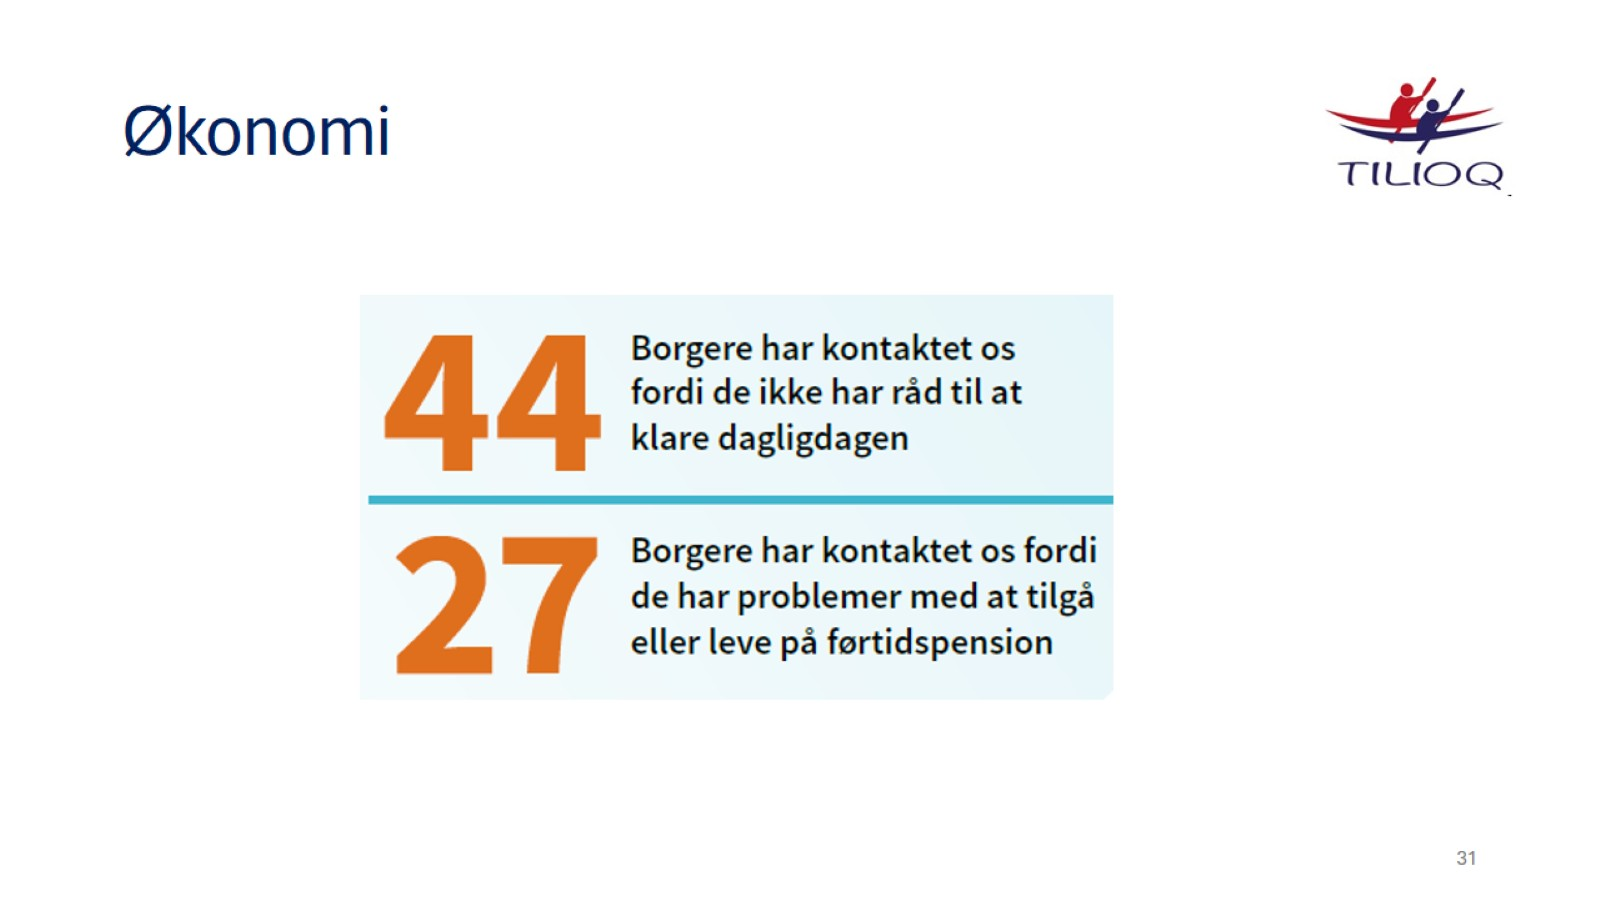 Økonomi
TILIOQ
44
Borgere har kontaktet os
fordi de ikke har råd til at
klare dagligdagen
27
Borgere har kontaktet os fordi
de har problemer med at tilgå
eller leve på førtidspension
31